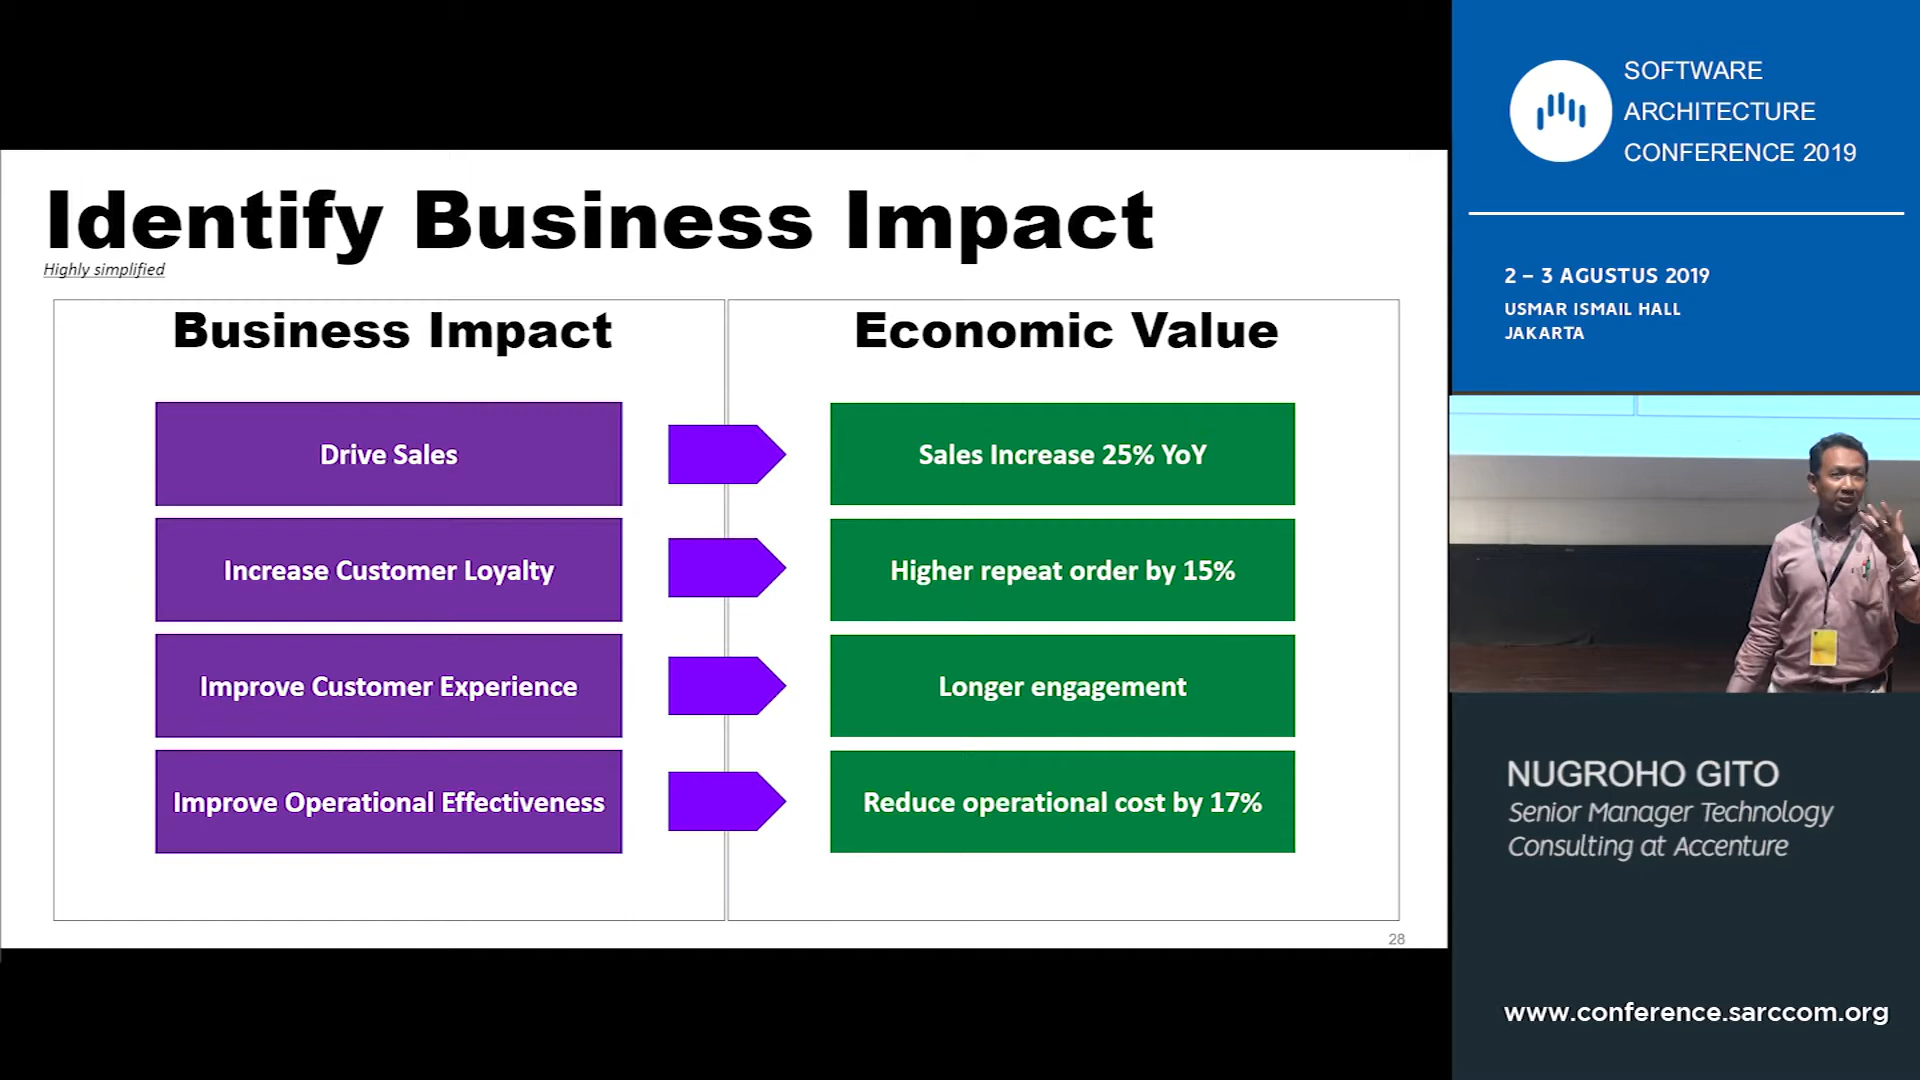 Identify Business Impact
Highly simplified
Business Impact
Economic Value
Drive Sales
Sales Increase 25% YoY
Increase Customer Loyalty
Higher repeat order by 15%
Improve Customer Experience
Longer engagement
Improve Operational Effectiveness
Reduce operational cost by 17%
28
SOFTWARE
ARCHITECTURE
CONFERENCE 2019
2 – 3 AGUSTUS 2019
USMAR ISMAIL HALL
JAKARTA
NUGROHO GITO
Senior Manager Technology
Consulting at Accenture
www.conference.sarccom.org